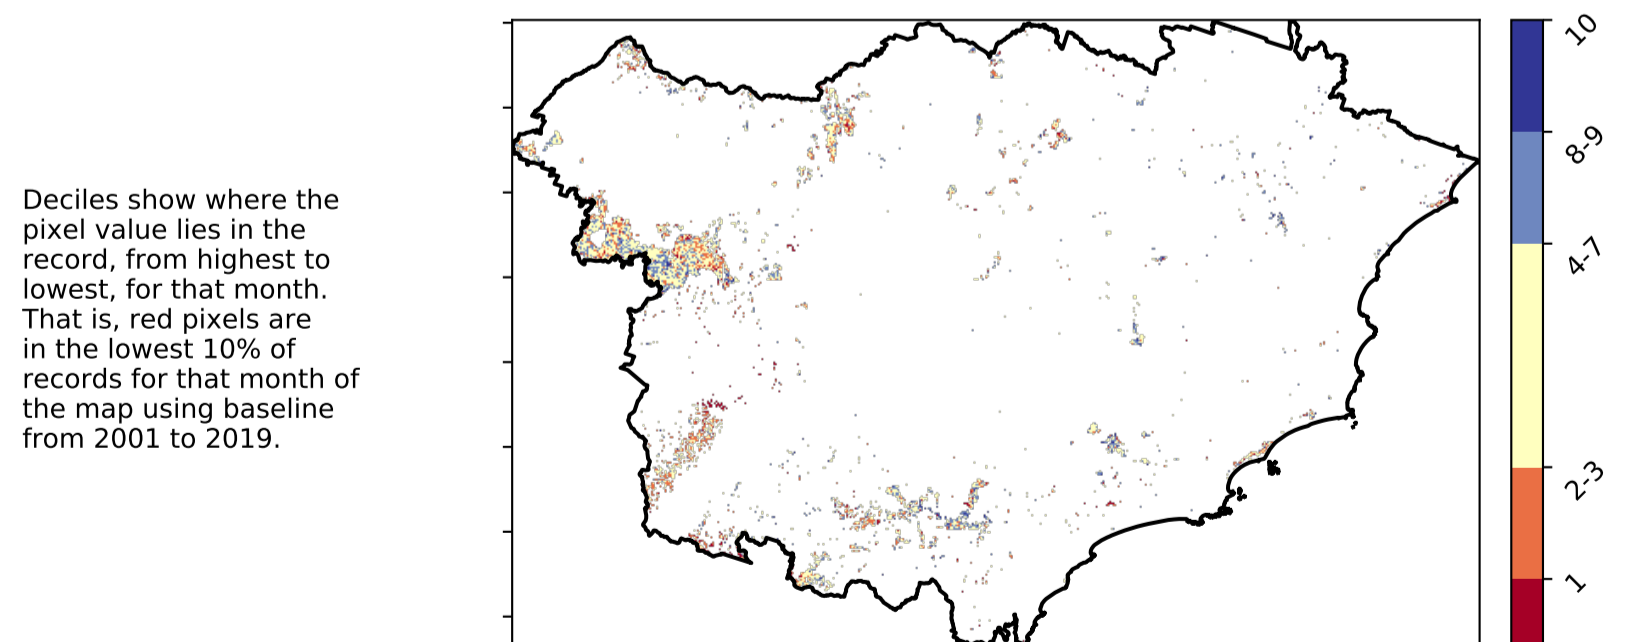 Deciles show where the
pixel value lies in the
record, from highest to
lowest, for that month.
That is, red pixels are
in the lowest 10% of
records for that month of
the map using baseline
from 2001 to 2019.
10
8-9
4-7
2-3
1